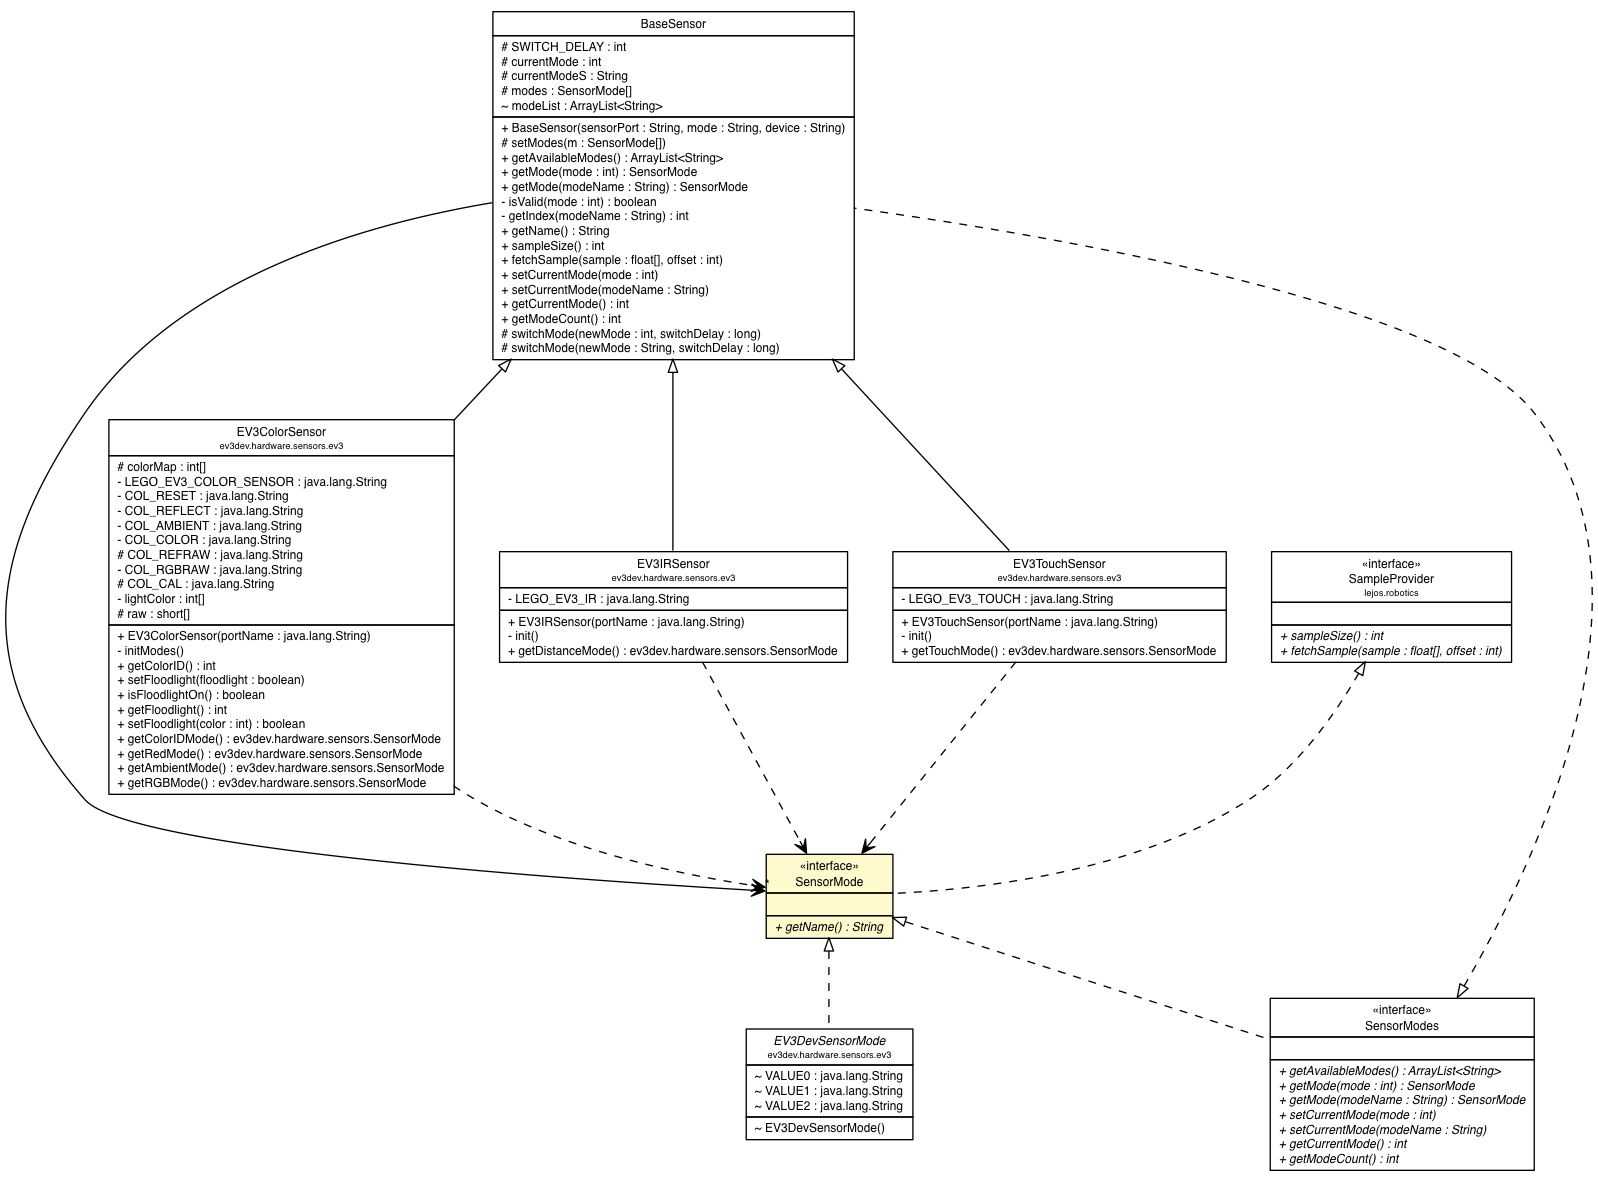 BaseSensor
# SWITCH_DELAY : int
# currentMode : int
# currentModeS : String
# modes : SensorMode[]
~ modeList : ArrayList<String>
+ BaseSensor(sensorPort : String, mode : String, device : String)
# setModes(m : SensorMode[])
+ getAvailableModes() : ArrayList<String>
+ getMode(mode : int) : SensorMode
+ getMode(modeName : String) : SensorMode
- isValid(mode : int) : boolean
- getIndex(modeName : String) : int
+ getName() : String
+ sampleSize() : int
+ fetchSample(sample : float[], offset : int)
+ setCurrentMode(mode : int)
+ setCurrentMode(modeName : String)
+ getCurrentMode() : int
+ getModeCount() : int
# switchMode(newMode : int, switchDelay : long)
# switchMode(newMode : String, switchDelay : long)
EV3ColorSensor
ev3dev.hardware.sensors.ev3
# colorMap : int[]
- LEGO_EV3_COLOR_SENSOR : java.lang.String
- COL_RESET : java.lang.String
- COL_REFLECT : java.lang.String
- COL_AMBIENT : java.lang.String
- COL_COLOR : java.lang.String
# COL_REFRAW : java.lang.String
- COL_RGBRAW : java.lang.String
# COL_CAL : java.lang.String
- lightColor : int[]
# raw : short[]
+ EV3ColorSensor(portName : java.lang.String)
- initModes()
+ getColorID() : int
+ setFloodlight(floodlight : boolean)
+ isFloodlightOn() : boolean
+ getFloodlight() : int
+ setFloodlight(color : int) : boolean
+ getColorIDMode() : ev3dev.hardware.sensors.SensorMode
+ getRedMode() : ev3dev.hardware.sensors.SensorMode
+ getAmbientMode() : ev3dev.hardware.sensors.SensorMode
+ getRGBMode() : ev3dev.hardware.sensors.SensorMode
EV3IRSensor
ev3dev.hardware.sensors.ev3
- LEGO_EV3_IR : java.lang.String
+ EV3IRSensor(portName : java.lang.String)
- init()
+ getDistanceMode() : ev3dev.hardware.sensors.SensorMode
EV3TouchSensor
ev3dev.hardware.sensors.ev3
- LEGO_EV3_TOUCH : java.lang.String
+ EV3TouchSensor(portName : java.lang.String)
- init()
+ getTouchMode() : ev3dev.hardware.sensors.SensorMode
«interface»
SampleProvider
lejos.robotics
+ sampleSize() : int
+ fetchSample(sample : float[], offset : int)
«interface»
SensorMode
+ getName() : String
EV3DevSensorMode
ev3dev.hardware.sensors.ev3
~ VALUE0 : java.lang.String
~ VALUE1 : java.lang.String
~ VALUE2 : java.lang.String
~ EV3DevSensorMode()
«interface»
SensorModes
+ getAvailableModes() : ArrayList<String>
+ getMode(mode : int) : SensorMode
+ getMode(modeName : String) : SensorMode
+ setCurrentMode(mode : int)
+ setCurrentMode(modeName : String)
+ getCurrentMode() : int
+ getModeCount() : int